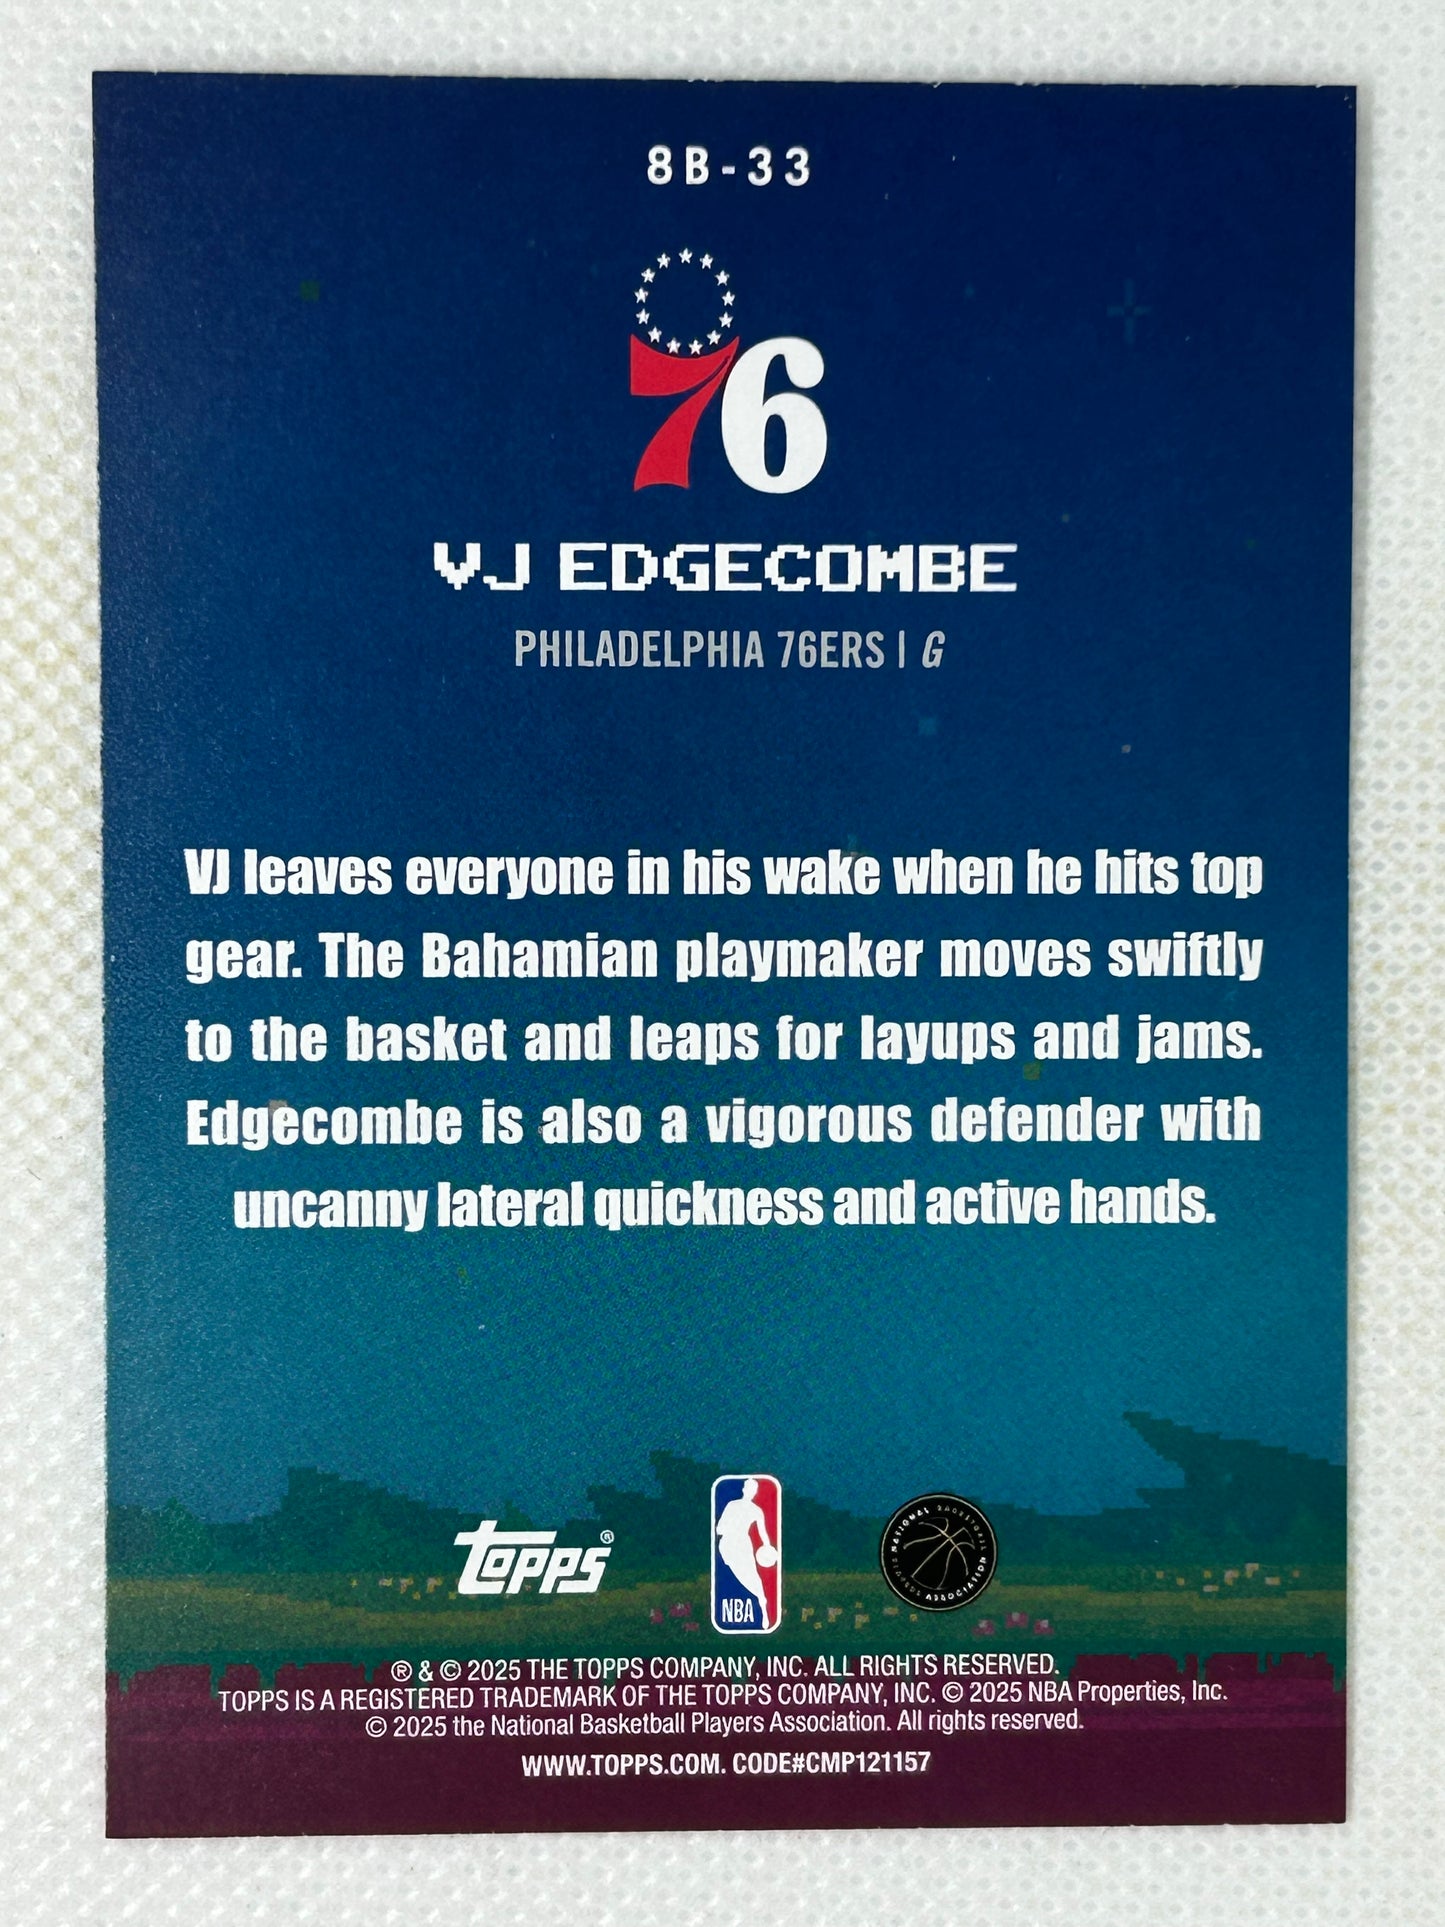 8B-33
76
VJ EDGECOMBE
PHILADELPHIA 76ERS | G
VJ leaves everyone in his wake when he hits top
gear. The Bahamian playmaker moves swiftly
to the basket and leaps for layups and jams.
Edgecombe is also a vigorous defender with
uncanny lateral quickness and active hands.
topps®
NBA
NATIONAL BASKETBALL PLAYERS ASSOCIATION
® & © 2025 THE TOPPS COMPANY, INC. ALL RIGHTS RESERVED.
TOPPS IS A REGISTERED TRADEMARK OF THE TOPPS COMPANY, INC. © 2025 NBA Properties, Inc.
© 2025 the National Basketball Players Association. All rights reserved.
WWW.TOPPS.COM. CODE#CMP121157